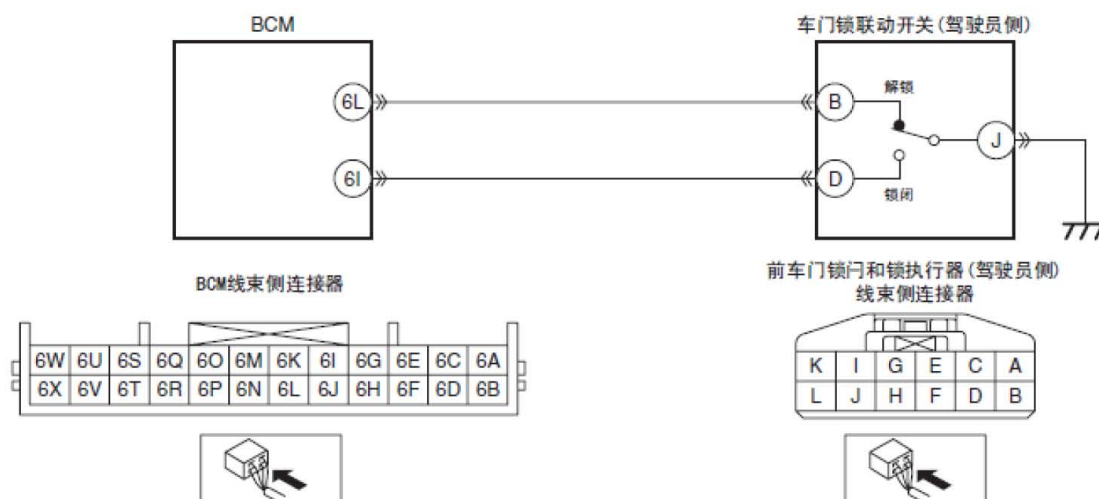 BCM
车门锁联动开关(驾驶员侧)
6L
B
解锁
J
6I
D
锁闭
BCM线束侧连接器
前车门锁闩和锁执行器(驾驶员侧)
线束侧连接器
6W 6U 6S 6Q 6O 6M 6K 6I 6G 6E 6C 6A
6X 6V 6T 6R 6P 6N 6L 6J 6H 6F 6D 6B
K I G E C A
L J H F D B